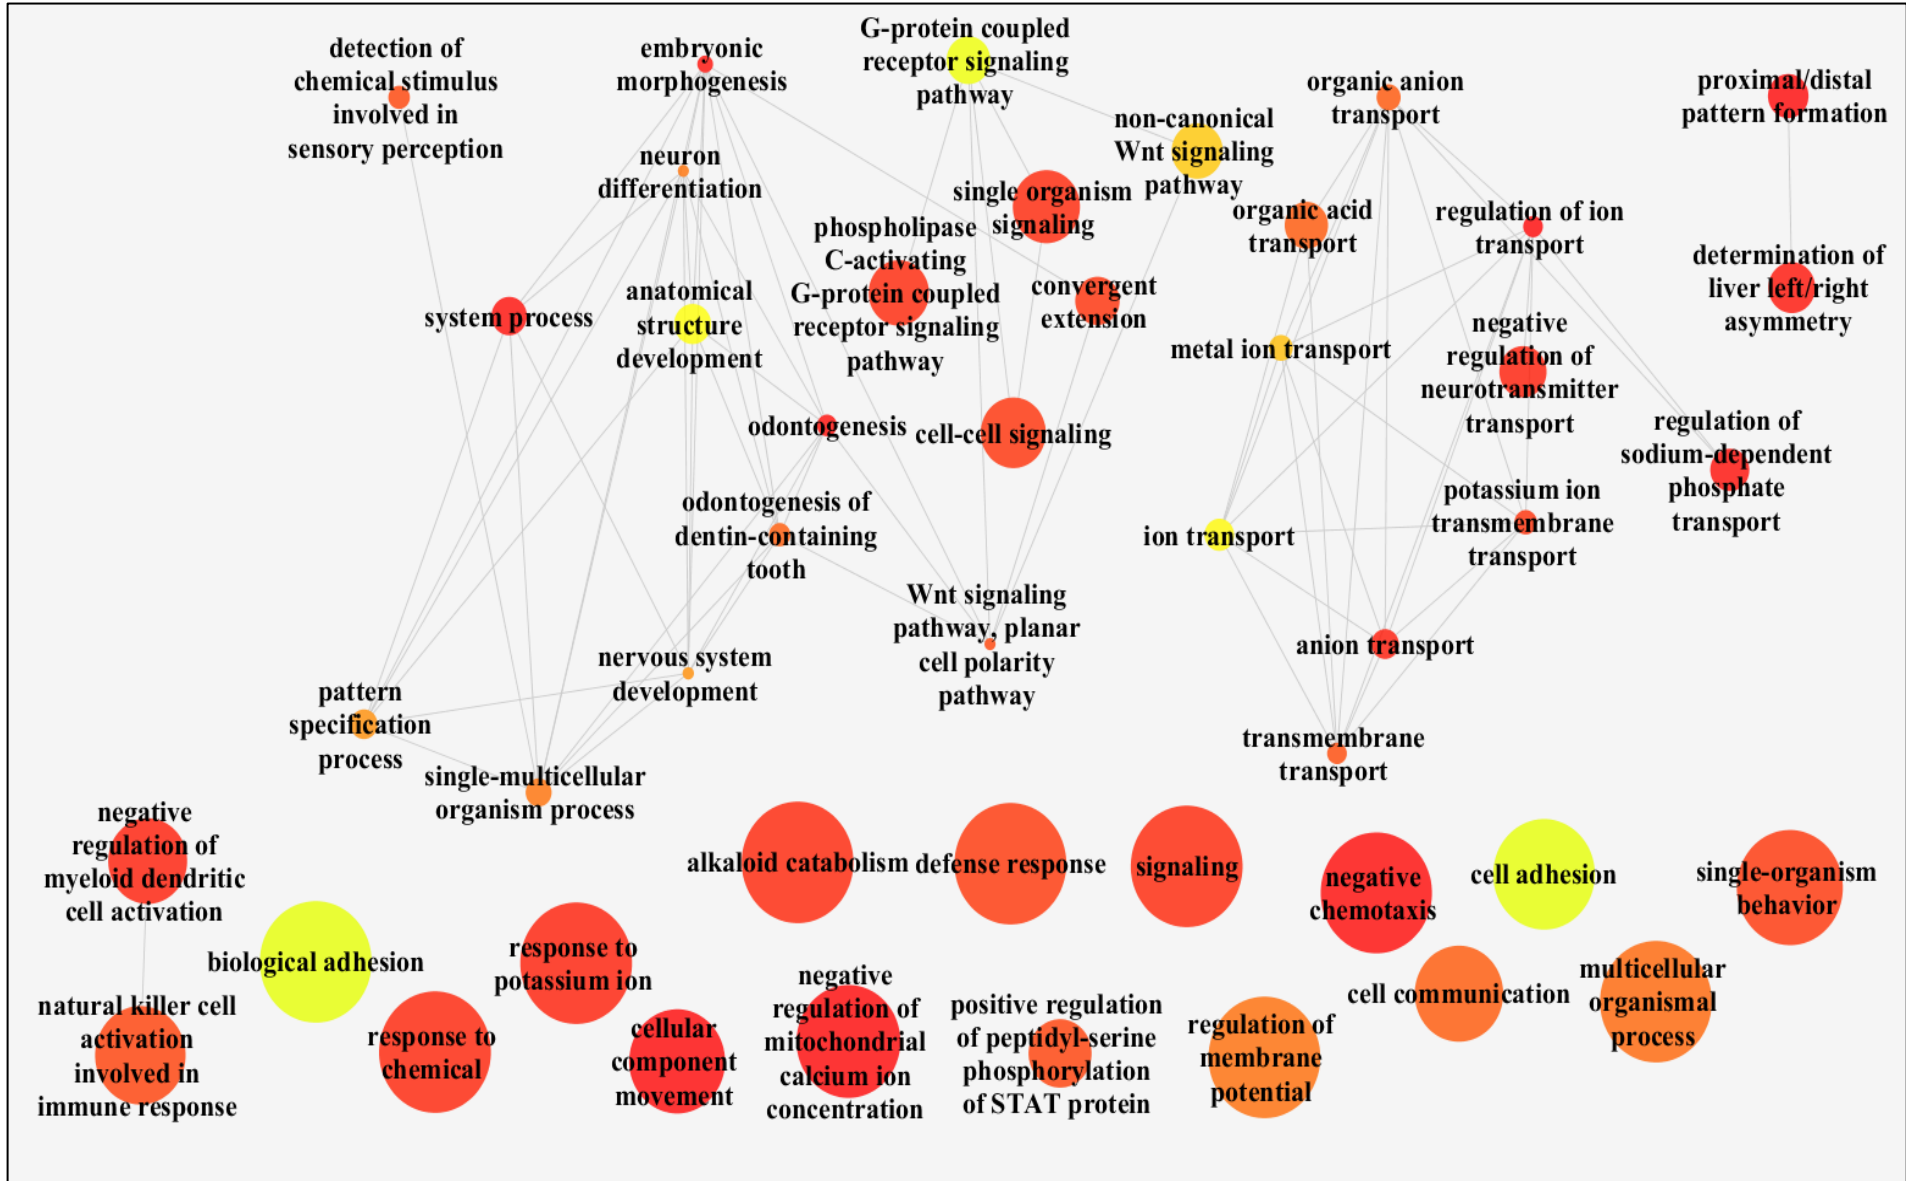 detection of
chemical stimulus
involved in
sensory perception
embryonic
morphogenesis
G-protein coupled
receptor signaling
pathway
non-canonical
Wnt signaling
pathway
organic anion
transport
proximal/distal
pattern formation
neuron
differentiation
single organism
signaling
organic acid
transport
regulation of ion
transport
phospholipase
C-activating
G-protein coupled
receptor signaling
pathway
determination of
liver left/right
asymmetry
system process
anatomical
structure
development
convergent
extension
metal ion transport
negative
regulation of
neurotransmitter
transport
odontogenesis
cell-cell signaling
regulation of
sodium-dependent
phosphate
transport
odontogenesis of
dentin-containing
tooth
ion transport
potassium ion
transmembrane
transport
Wnt signaling
pathway, planar
cell polarity
pathway
anion transport
nervous system
development
pattern
specification
process
transmembrane
transport
single-multicellular
organism process
negative
regulation of
myeloid dendritic
cell activation
alkaloid catabolism
defense response
signaling
negative
chemotaxis
cell adhesion
single-organism
behavior
biological adhesion
response to
potassium ion
cell communication
multicellular
organismal
process
natural killer cell
activation
involved in
immune response
response to
chemical
cellular
component
movement
negative
regulation of
mitochondrial
calcium ion
concentration
positive regulation
of peptidyl-serine
phosphorylation
of STAT protein
regulation of
membrane
potential